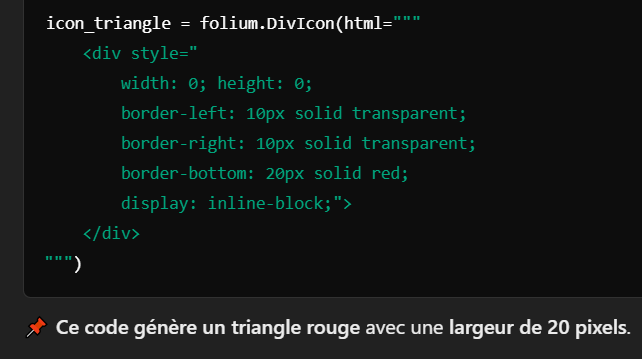 icon_triangle = folium.DivIcon(html="""
    <div style="
        width: 0; height: 0;
        border-left: 10px solid transparent;
        border-right: 10px solid transparent;
        border-bottom: 20px solid red;
        display: inline-block;">
    </div>
""")
📌 Ce code génère un triangle rouge avec une largeur de 20 pixels.